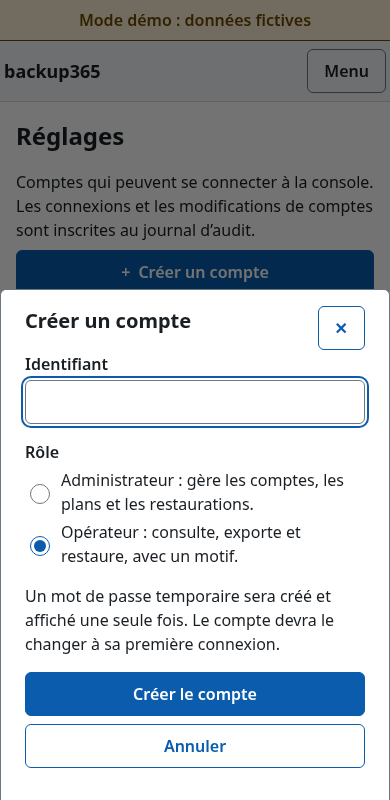 Mode démo : données fictives
backup365
Menu
Réglages
Comptes qui peuvent se connecter à la console.
Les connexions et les modifications de comptes
sont inscrites au journal d’audit.
+ Créer un compte
Créer un compte
×
Identifiant
Rôle
Administrateur : gère les comptes, les
plans et les restaurations.
Opérateur : consulte, exporte et
restaure, avec un motif.
Un mot de passe temporaire sera créé et
affiché une seule fois. Le compte devra le
changer à sa première connexion.
Créer le compte
Annuler